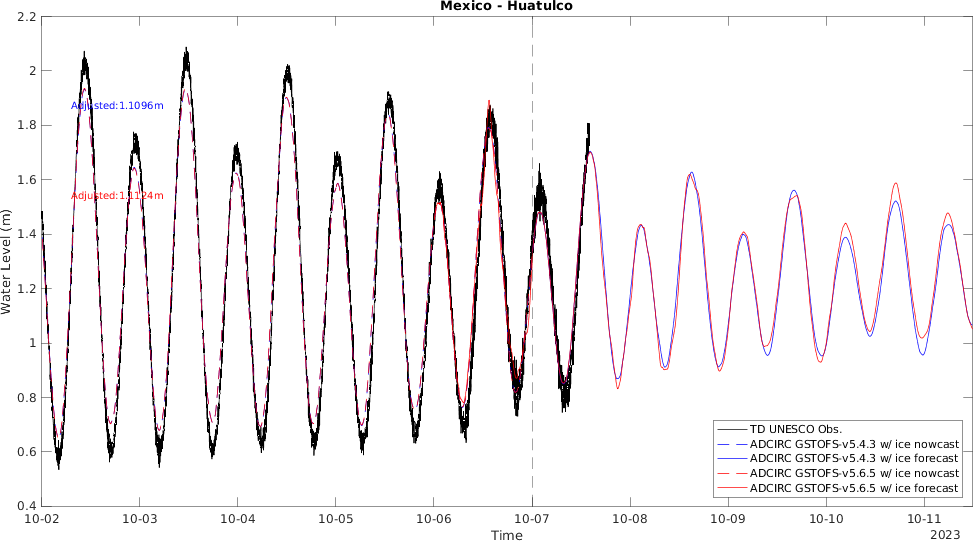 Mexico - Huatulco
2.2
2
1.8
1.6
1.4
1.2
1
0.8
0.6
0.4
Water Level (m)
Adjusted:1.1096m
Adjusted:1.1124m
TD UNESCO Obs.
ADCIRC GSTOFS-v5.4.3 w/ ice nowcast
ADCIRC GSTOFS-v5.4.3 w/ ice forecast
ADCIRC GSTOFS-v5.6.5 w/ ice nowcast
ADCIRC GSTOFS-v5.6.5 w/ ice forecast
10-02 10-03 10-04 10-05 10-06 10-07 10-08 10-09 10-10 10-11
Time
2023